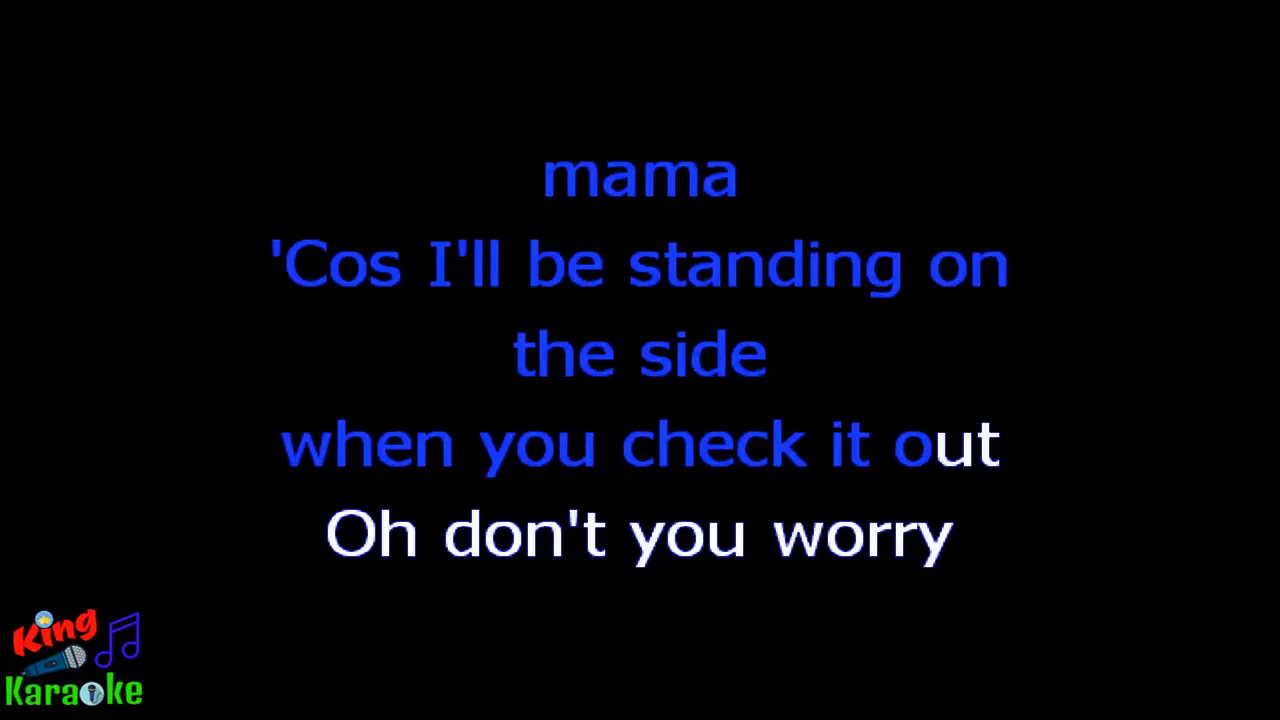 mama
'Cos I'll be standing on
the side
when you check it out
Oh don't you worry
King
Karaoke